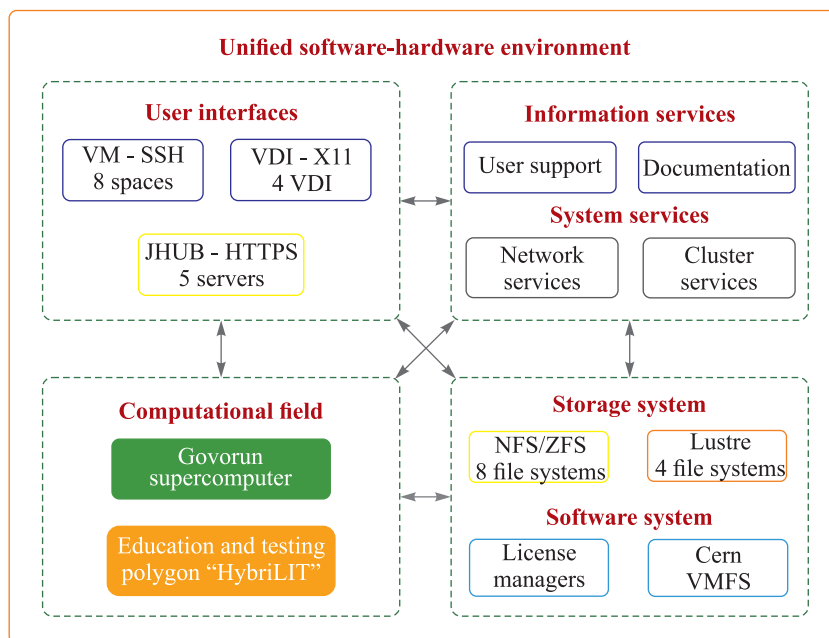 Unified software-hardware environment
User interfaces
VM - SSH
8 spaces
VDI - X11
4 VDI
JHUB - HTTPS
5 servers
Information services
User support
Documentation
System services
Network
services
Cluster
services
Computational field
Govorun
supercomputer
Education and testing
polygon “HybriLIT”
Storage system
NFS/ZFS
8 file systems
Lustre
4 file systems
Software system
License
managers
Cern
VMFS